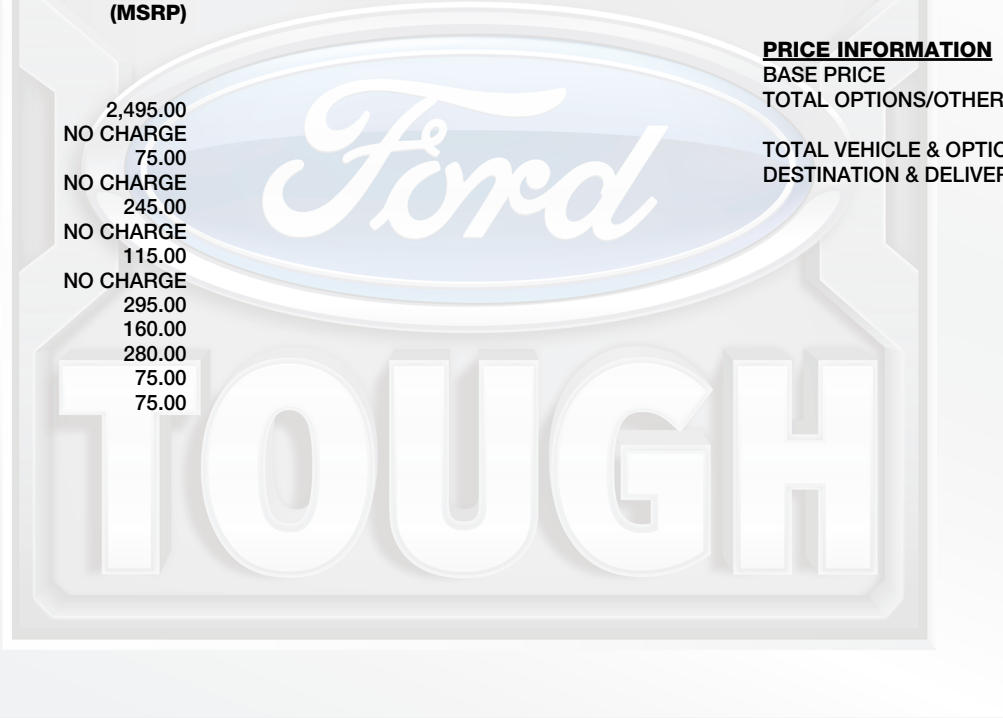 (MSRP)
2,495.00
NO CHARGE
75.00
NO CHARGE
245.00
NO CHARGE
115.00
NO CHARGE
295.00
160.00
280.00
75.00
75.00
PRICE INFORMATION
BASE PRICE
TOTAL OPTIONS/OTHER
TOTAL VEHICLE & OPTIO
DESTINATION & DELIVER
Ford
TOUGH